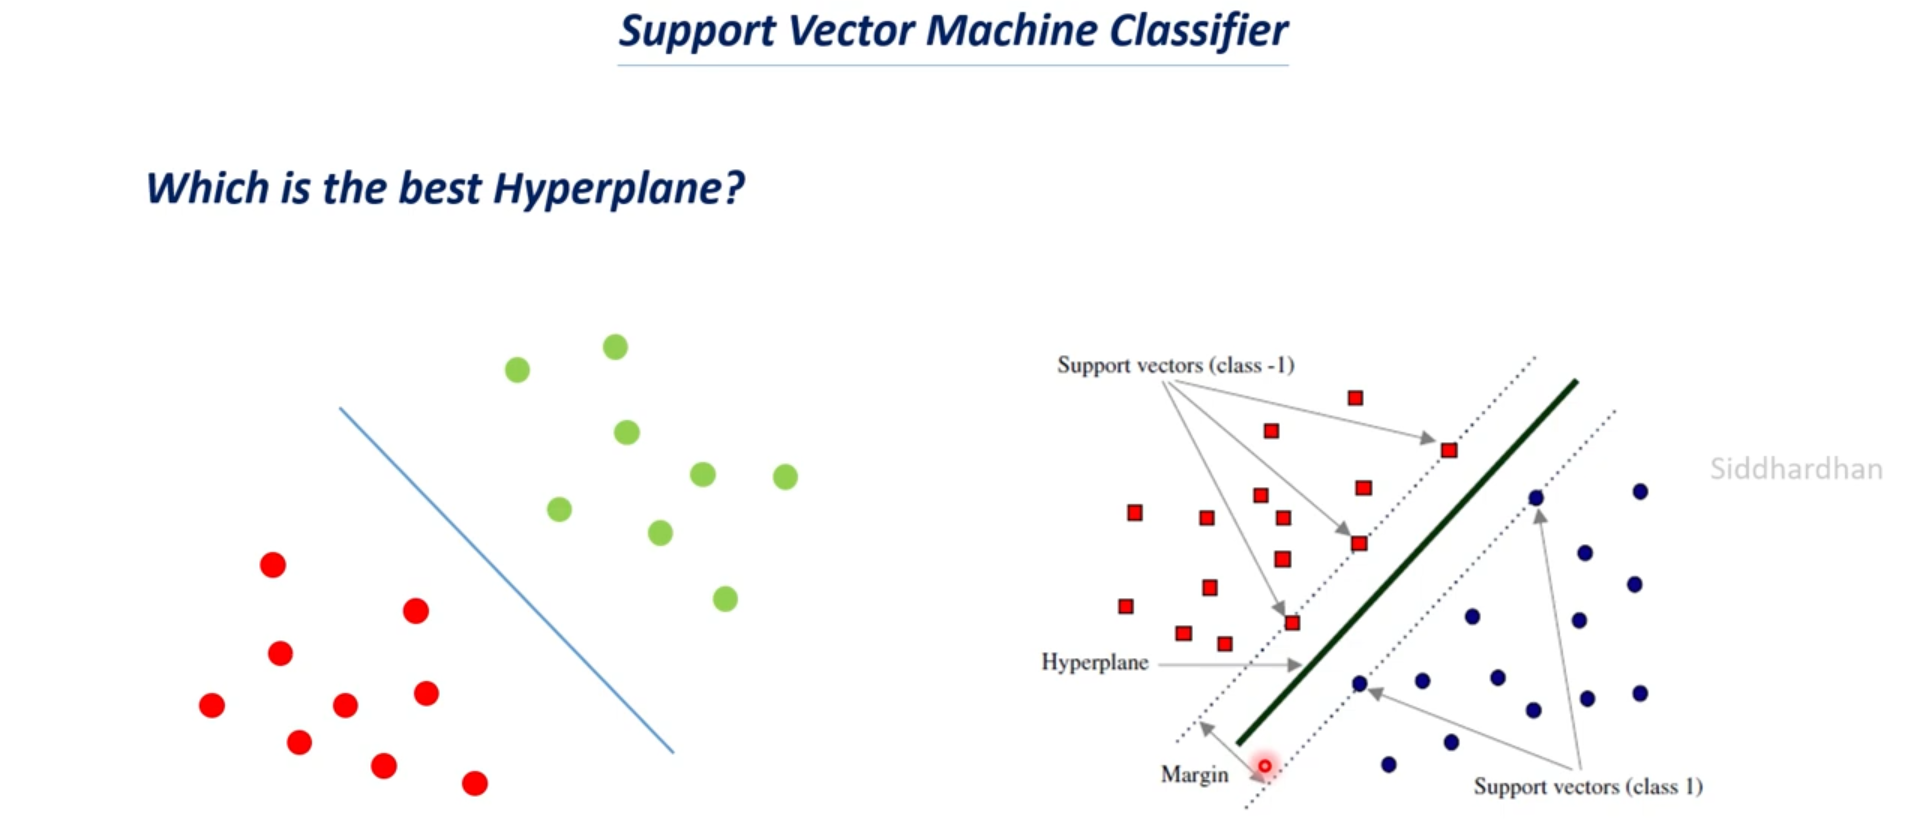 Support Vector Machine Classifier
Which is the best Hyperplane?
Support vectors (class -1)
Siddhardhan
Hyperplane
Margin
Support vectors (class 1)